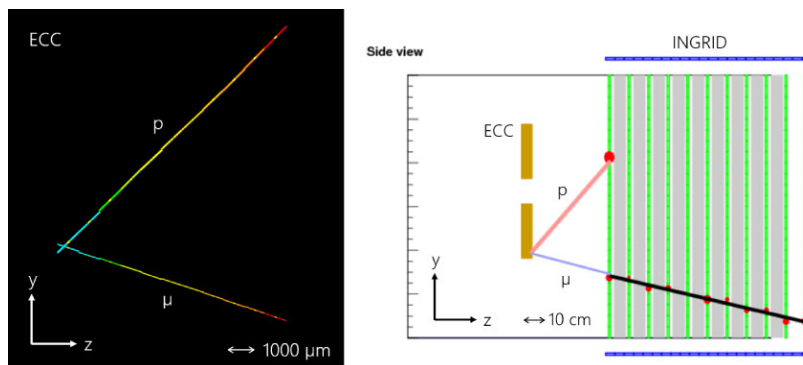 ECC
p
μ
y
z
1000 μm
INGRID
Side view
ECC
p
μ
y
z
10 cm